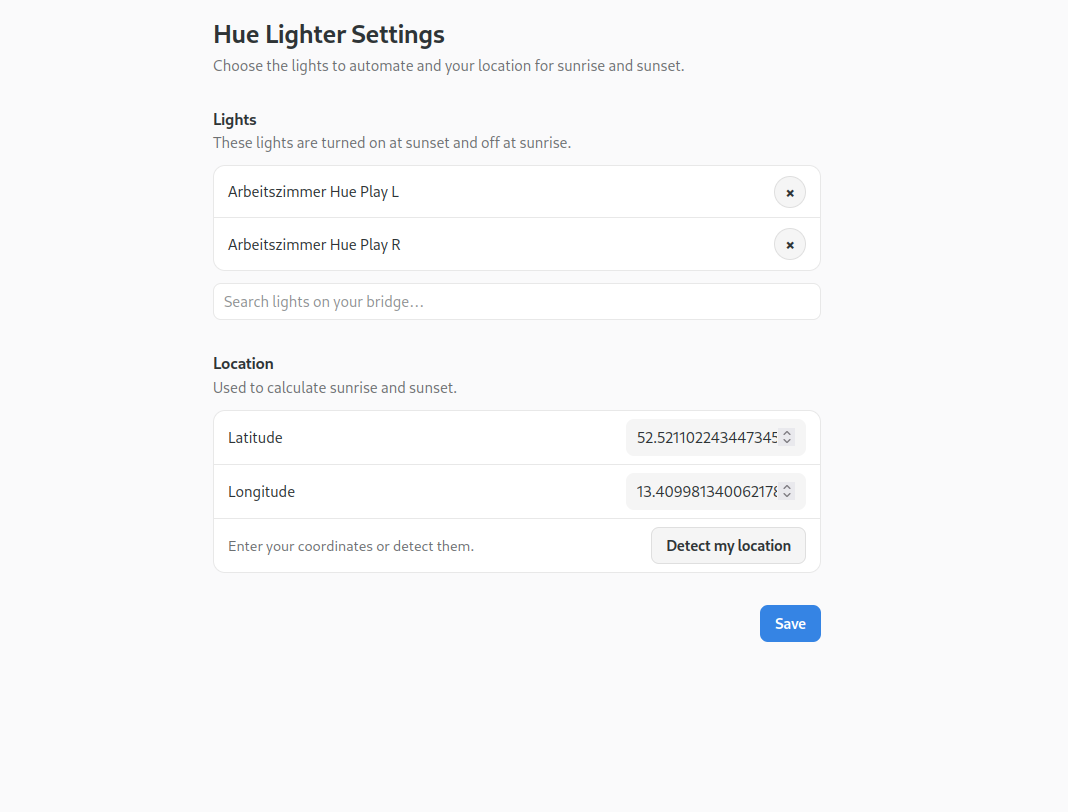 Hue Lighter Settings
Choose the lights to automate and your location for sunrise and sunset.
Lights
These lights are turned on at sunset and off at sunrise.
Arbeitszimmer Hue Play L
Arbeitszimmer Hue Play R
Search lights on your bridge…
Location
Used to calculate sunrise and sunset.
Latitude 52.521102243447345
Longitude 13.409981340062178
Enter your coordinates or detect them. Detect my location
Save